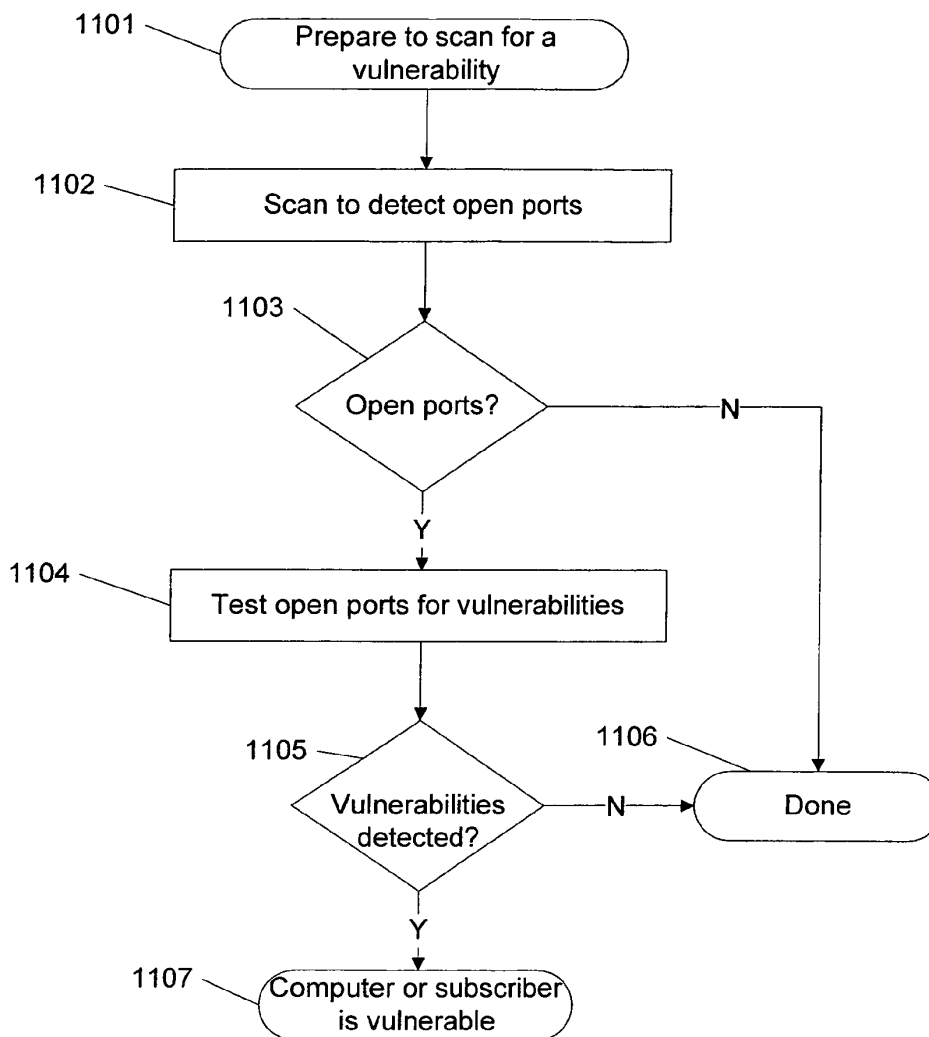 1101
Prepare to scan for a
vulnerability
1102
Scan to detect open ports
1103
Open ports?
N
Y
1104
Test open ports for vulnerabilities
1105
1106
Vulnerabilities
detected?
N
Done
Y
1107
Computer or subscriber
is vulnerable